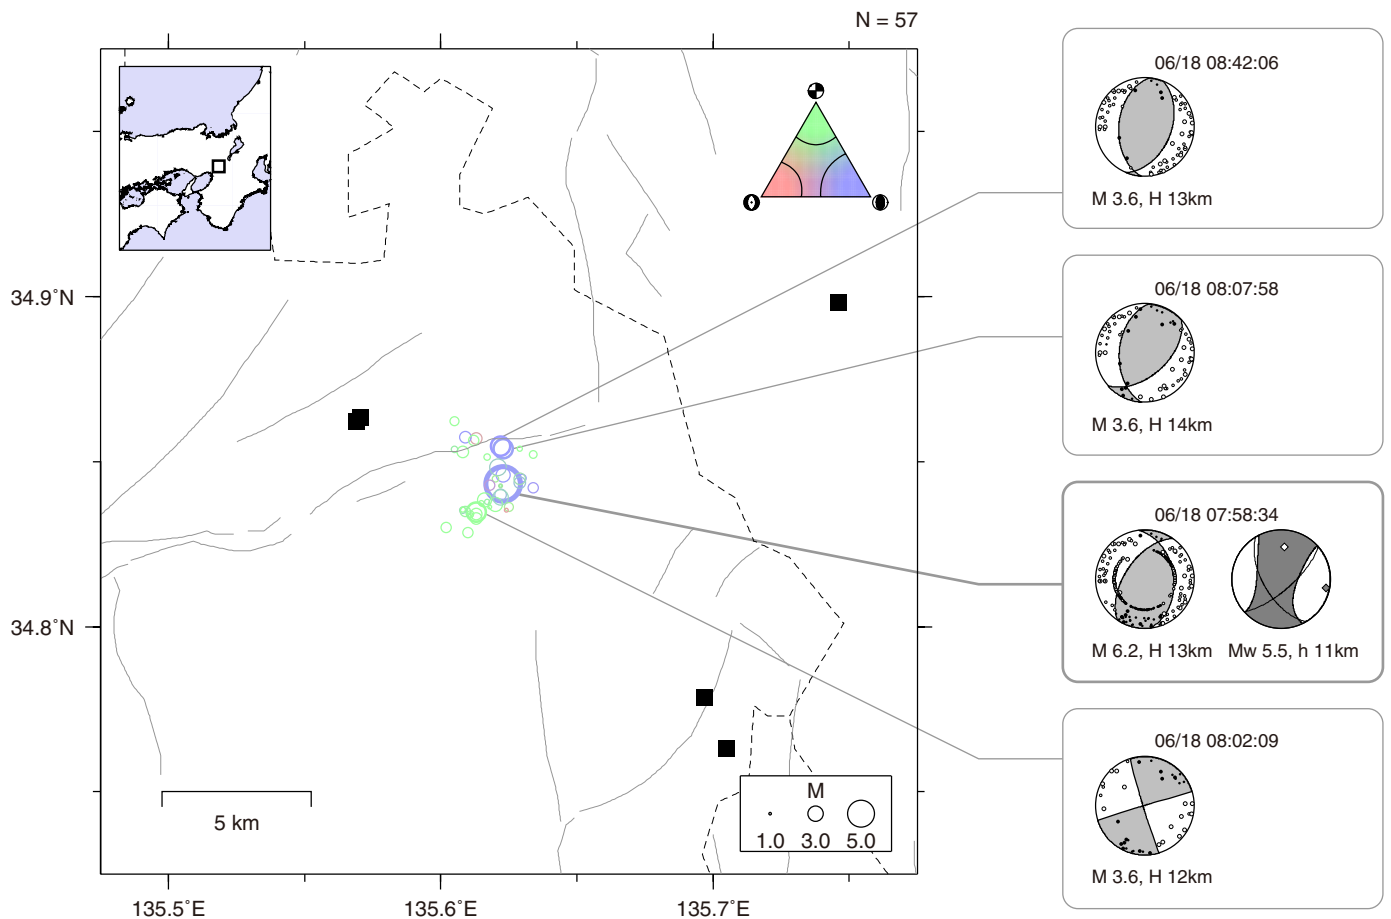 N = 57
06/18 08:42:06
M 3.6, H 13km
06/18 08:07:58
M 3.6, H 14km
06/18 07:58:34
M 6.2, H 13km
Mw 5.5, h 11km
06/18 08:02:09
M 3.6, H 12km
34.9°N
34.8°N
5 km
M
1.0 3.0 5.0
135.5°E 135.6°E 135.7°E